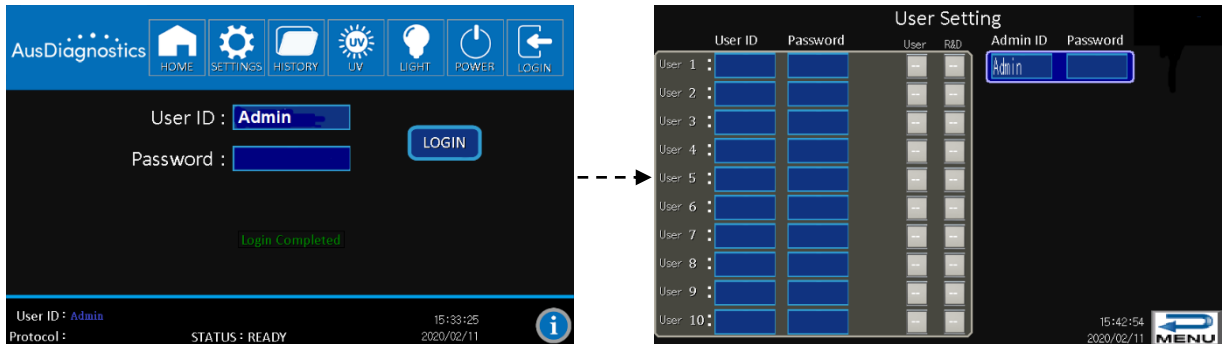 AusDiagnostics
HOME SETTINGS HISTORY UV LIGHT POWER LOGIN
UV
User ID : Admin
Password :
LOGIN
Login Completed
User ID : Admin
Protocol :
STATUS : READY
15:33:25
2020/02/11
i
User Setting
User ID Password User R&D Admin ID Password
User 1 : -- --
Admin
User 2 : -- --
User 3 : -- --
User 4 : -- --
User 5 : -- --
User 6 : -- --
User 7 : -- --
User 8 : -- --
User 9 : -- --
User 10: -- --
15:42:54
2020/02/11
MENU